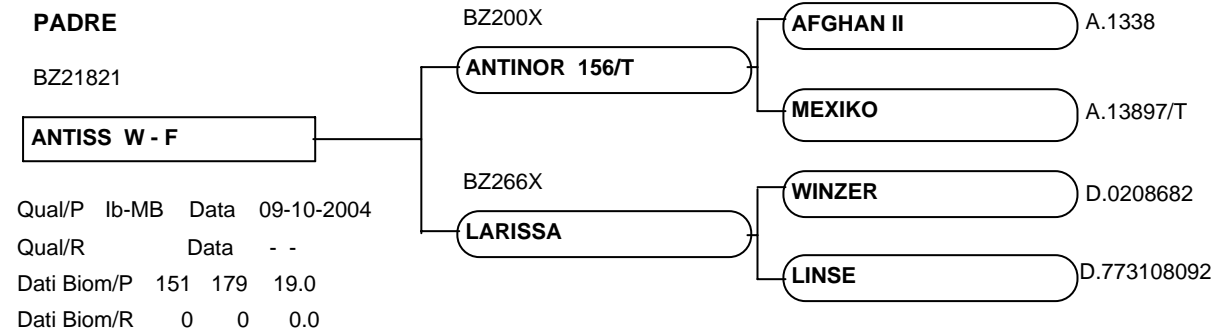 PADRE
BZ21821
ANTISS W - F
BZ200X
ANTINOR 156/T
BZ266X
LARISSA
AFGHAN II A.1338
MEXIKO A.13897/T
WINZER D.0208682
LINSE D.773108092
Qual/P Ib-MB Data 09-10-2004
Qual/R Data - -
Dati Biom/P 151 179 19.0
Dati Biom/R 0 0 0.0